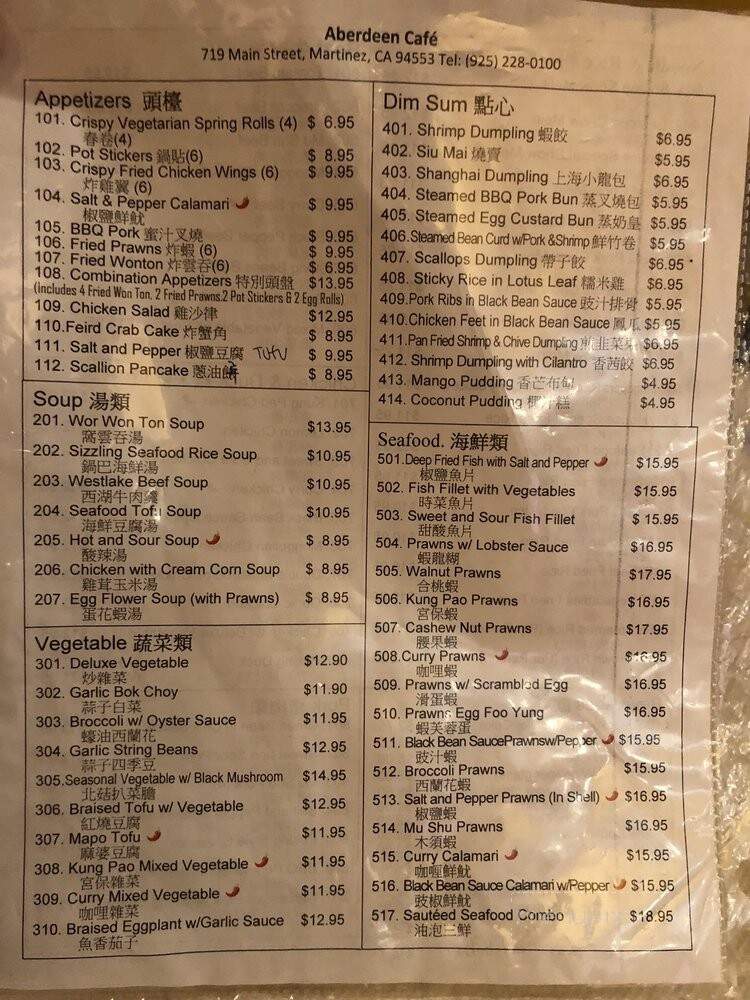 Aberdeen Café
719 Main Street, Martinez, CA 94553 Tel: (925) 228-0100
Appetizers 頭檯
101. Crispy Vegetarian Spring Rolls (4) $ 6.95
春卷(4)
102. Pot Stickers 鍋貼(6) $ 8.95
103. Crispy Fried Chicken Wings (6) $ 9.95
炸雞翼 (6)
104. Salt & Pepper Calamari $ 9.95
椒鹽鮮魷
105. BBQ Pork 蜜汁叉燒 $ 9.95
106. Fried Prawns 炸蝦 (6) $ 9.95
107. Fried Wonton 炸雲吞(6) $ 6.95
108. Combination Appetizers 特別頭盤 $13.95
(includes 4 Fried Won Ton, 2 Fried Prawns,2 Pot Stickers & 2 Egg Rolls)
109. Chicken Salad 雞沙律 $12.95
110.Feird Crab Cake 炸蟹角 $ 8.95
111. Salt and Pepper 椒鹽豆腐 TUFU $ 9.95
112. Scallion Pancake 蔥油餅 $ 8.95
Soup 湯類
201. Wor Won Ton Soup $13.95
窩雲吞湯
202. Sizzling Seafood Rice Soup $10.95
鍋巴海鮮湯
203. Westlake Beef Soup $10.95
西湖牛肉羹
204. Seafood Tofu Soup $10.95
海鮮豆腐湯
205. Hot and Sour Soup $ 8.95
酸辣湯
206. Chicken with Cream Corn Soup $ 8.95
雞茸玉米湯
207. Egg Flower Soup (with Prawns) $ 8.95
蛋花蝦湯
Vegetable 蔬菜類
301. Deluxe Vegetable $12.90
炒雜菜
302. Garlic Bok Choy $11.90
蒜子白菜
303. Broccoli w/ Oyster Sauce $11.95
蠔油西蘭花
304. Garlic String Beans $12.95
蒜子四季豆
305.Seasonal Vegetable w/ Black Mushroom $14.95
北菇扒菜膽
306. Braised Tofu w/ Vegetable $12.95
紅燒豆腐
307. Mapo Tofu $11.95
麻婆豆腐
308. Kung Pao Mixed Vegetable $11.95
宮保雜菜
309. Curry Mixed Vegetable $11.95
咖哩雜菜
310. Braised Eggplant w/Garlic Sauce $12.95
魚香茄子
Dim Sum 點心
401. Shrimp Dumpling 蝦餃 $6.95
402. Siu Mai 燒賣 $5.95
403. Shanghai Dumpling 上海小龍包 $6.95
404. Steamed BBQ Pork Bun 蒸叉燒包 $5.95
405. Steamed Egg Custard Bun 蒸奶皇 $5.95
406.Steamed Bean Curd w/Pork &Shrimp 鮮竹卷 $5.95
407. Scallops Dumpling 帶子餃 $6.95
408. Sticky Rice in Lotus Leaf 糯米雞 $6.95
409.Pork Ribs in Black Bean Sauce 豉汁排骨 $5.95
410.Chicken Feet in Black Bean Sauce 鳳爪 $5.95
411.Pan Fried Shrimp & Chive Dumpling 煎韭菜 $6.95
412. Shrimp Dumpling with Cilantro 香茜餃 $6.95
413. Mango Pudding 香芒布甸 $4.95
414. Coconut Pudding 椰汁糕 $4.95
Seafood. 海鮮類
501.Deep Fried Fish with Salt and Pepper $15.95
椒鹽魚片
502. Fish Fillet with Vegetables $15.95
時菜魚片
503. Sweet and Sour Fish Fillet $ 15.95
甜酸魚片
504. Prawns w/ Lobster Sauce $16.95
蝦龍糊
505. Walnut Prawns $17.95
合桃蝦
506. Kung Pao Prawns $16.95
宮保蝦
507. Cashew Nut Prawns $17.95
腰果蝦
508.Curry Prawns $16.95
咖哩蝦
509. Prawns w/ Scrambled Egg $16.95
滑蛋蝦
510. Prawns Egg Foo Yung $16.95
蝦芙蓉蛋
511. Black Bean SaucePrawnsw/Pepper $15.95
豉汁蝦
512. Broccoli Prawns $15.95
西蘭花蝦
513. Salt and Pepper Prawns (In Shell) $16.95
椒鹽蝦
514. Mu Shu Prawns $16.95
木須蝦
515. Curry Calamari $15.95
咖喱鮮魷
516. Black Bean Sauce Calamari w/Pepper $15.95
豉椒鮮魷
517. Sautéed Seafood Combo $18.95
油泡三鮮